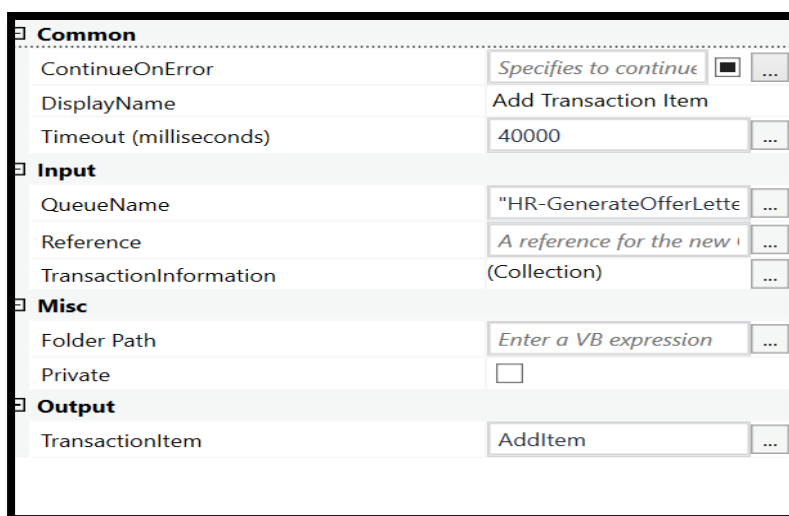 Common
ContinueOnError Specifies to continue ...
DisplayName Add Transaction Item
Timeout (milliseconds) 40000 ...
Input
QueueName "HR-GenerateOfferLette ...
Reference A reference for the new ...
TransactionInformation (Collection) ...
Misc
Folder Path Enter a VB expression ...
Private
Output
TransactionItem AddItem ...